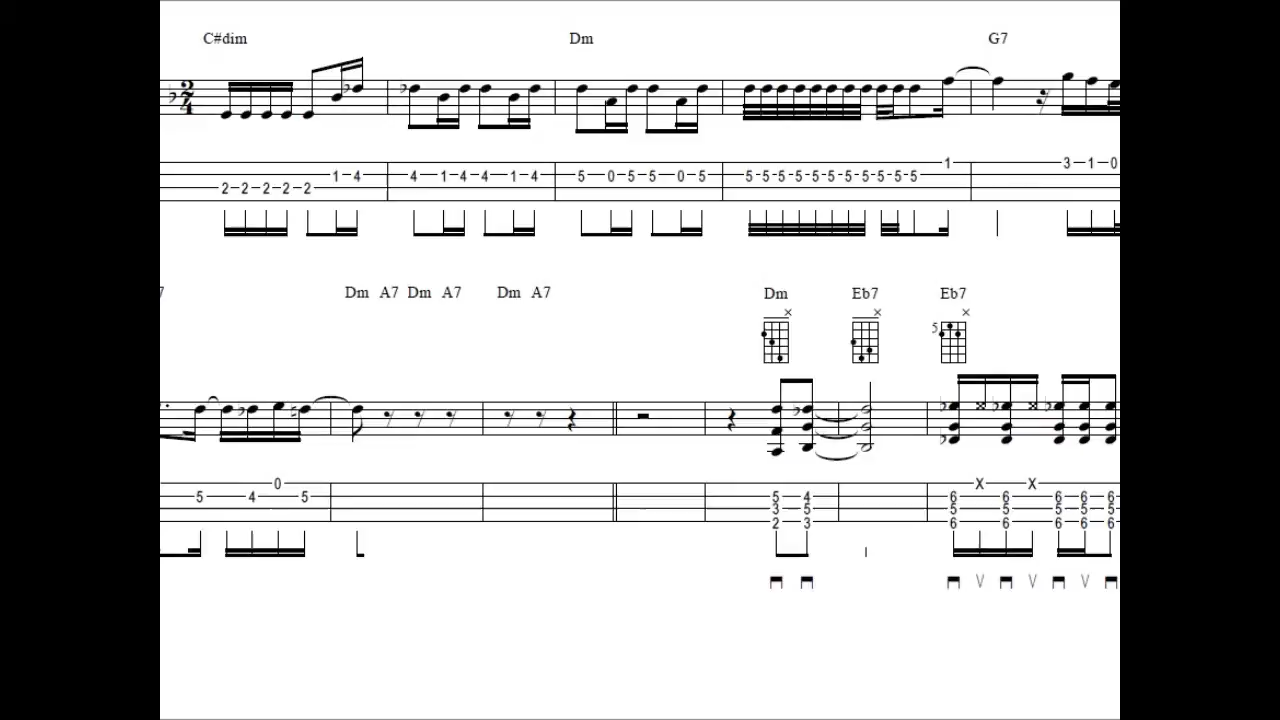 C#dim Dm G7
2 4
2 2 2 2 2 1 4 4 1 4 4 1 4 5 0 5 5 0 5 5 5 5 5 5 5 5 5 5 5 5 1 3 1 0
7 Dm A7 Dm A7 Dm A7 Dm Eb7 Eb7
x x x
5
5 4 0 5 X X
5 4 6 6 6 6 6
3 5 5 5 5 5 5
2 3 6 6 6 6 6